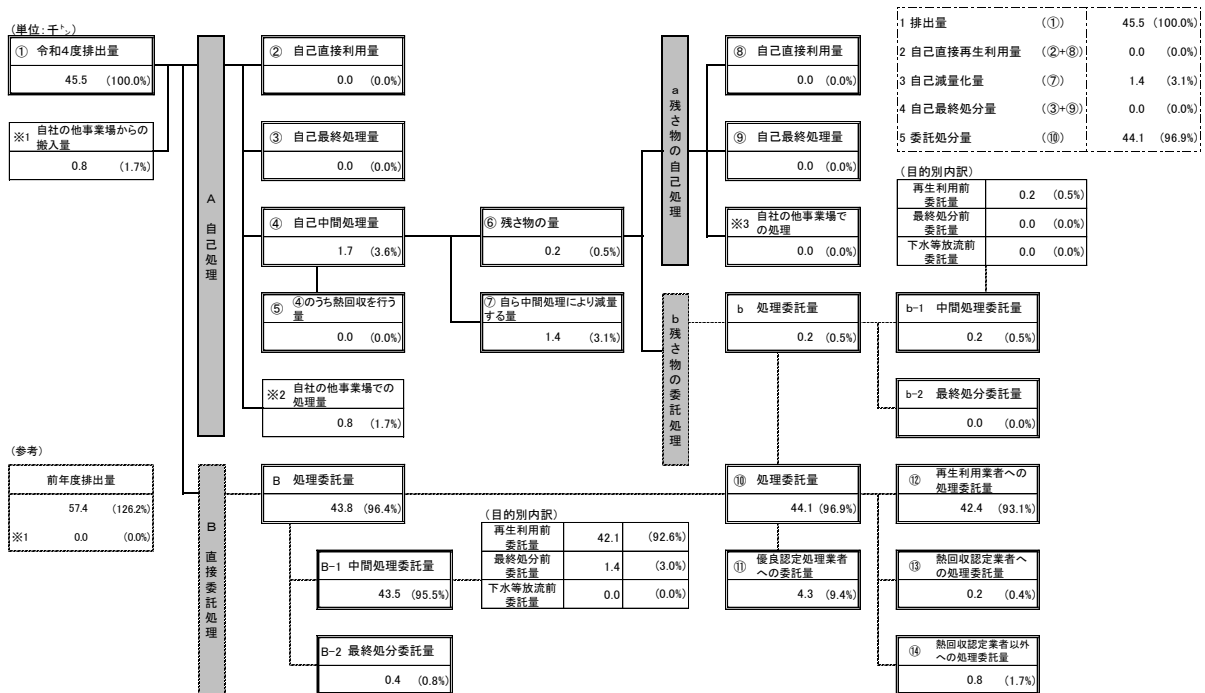 (単位:千㌧)
① 令和4度排出量
45.5 (100.0%)
※1 自社の他事業場からの
搬入量
0.8 (1.7%)
A 自己処理
② 自己直接利用量
0.0 (0.0%)
③ 自己最終処理量
0.0 (0.0%)
④ 自己中間処理量
1.7 (3.6%)
⑤ ④のうち熱回収を行う
量
0.0 (0.0%)
※2 自社の他事業場での
処理量
0.8 (1.7%)
⑥ 残さ物の量
0.2 (0.5%)
⑦ 自ら中間処理により減量
する量
1.4 (3.1%)
a 残さ物の自己処理
⑧ 自己直接利用量
0.0 (0.0%)
⑨ 自己最終処理量
0.0 (0.0%)
※3 自社の他事業場で
の処理
0.0 (0.0%)
b 残さ物の委託処理
b 処理委託量
0.2 (0.5%)
1 排出量 (①) 45.5 (100.0%)
2 自己直接再生利用量 (②+⑧) 0.0 (0.0%)
3 自己減量化量 (⑦) 1.4 (3.1%)
4 自己最終処分量 (③+⑨) 0.0 (0.0%)
5 委託処分量 (⑩) 44.1 (96.9%)
(目的別内訳)
再生利用前
委託量 0.2 (0.5%)
最終処分前
委託量 0.0 (0.0%)
下水等放流前
委託量 0.0 (0.0%)
b-1 中間処理委託量
0.2 (0.5%)
b-2 最終処分委託量
0.0 (0.0%)
(参考)
前年度排出量
57.4 (126.2%)
※1 0.0 (0.0%)
B 直接委託処理
B 処理委託量
43.8 (96.4%)
B-1 中間処理委託量
43.5 (95.5%)
B-2 最終処分委託量
0.4 (0.8%)
(目的別内訳)
再生利用前
委託量 42.1 (92.6%)
最終処分前
委託量 1.4 (3.0%)
下水等放流前
委託量 0.0 (0.0%)
⑩ 処理委託量
44.1 (96.9%)
⑪ 優良認定処理業者
への委託量
4.3 (9.4%)
⑫ 再生利用業者への
処理委託量
42.4 (93.1%)
⑬ 熱回収認定業者へ
の処理委託量
0.2 (0.4%)
⑭ 熱回収認定業者以外
への処理委託量
0.8 (1.7%)